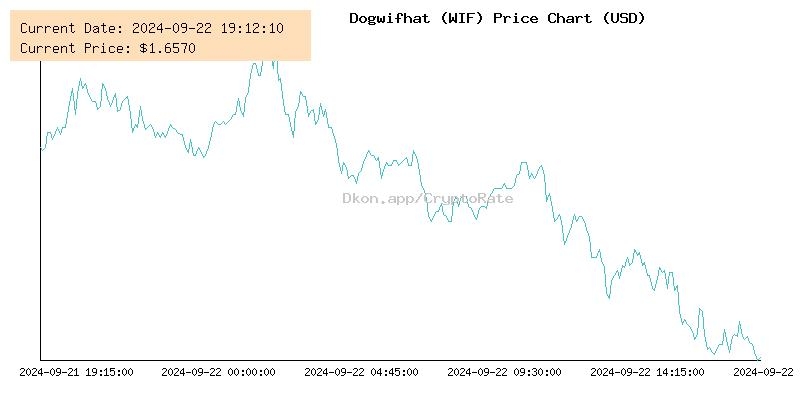 Dogwifhat (WIF) Price Chart (USD)
Current Date: 2024-09-22 19:12:10
Current Price: $1.6570
Dkon.app/CryptoRate
2024-09-21 19:15:00 2024-09-22 00:00:00 2024-09-22 04:45:00 2024-09-22 09:30:00 2024-09-22 14:15:00 2024-09-22